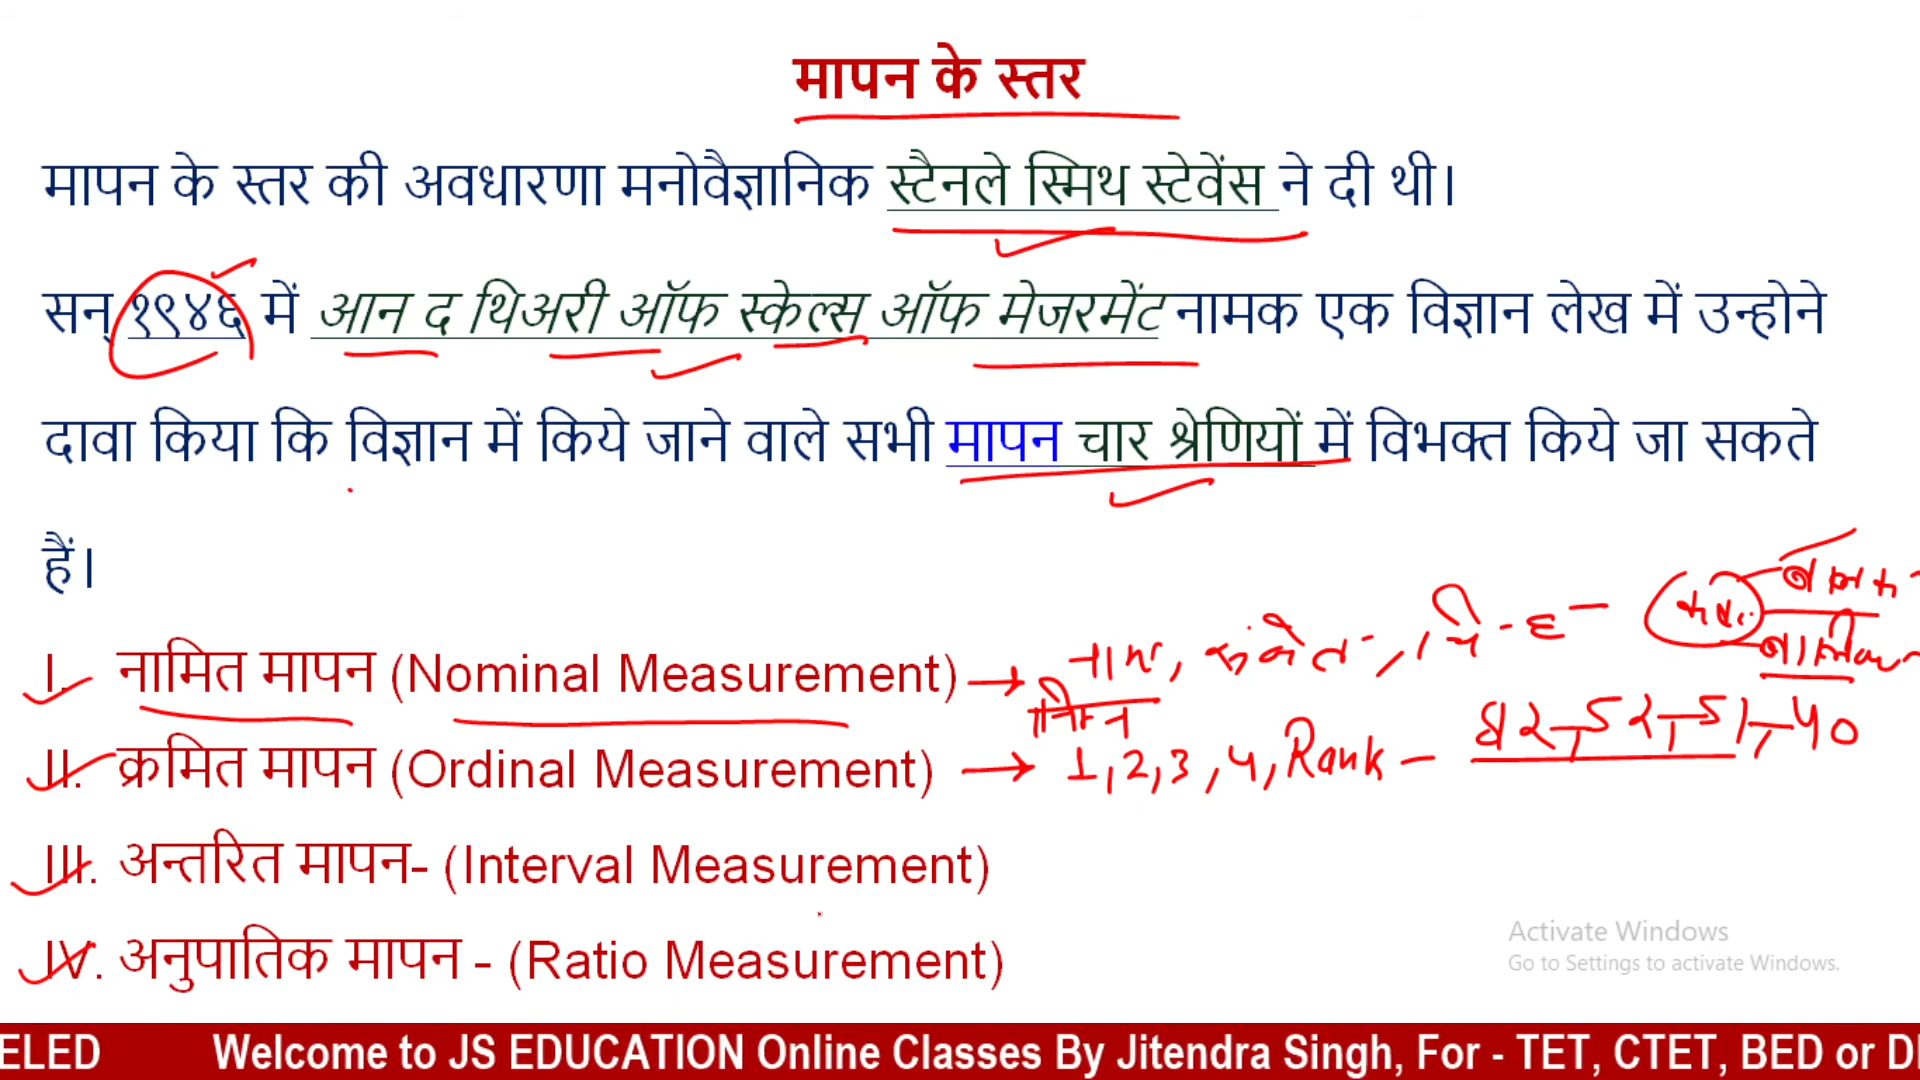 मापन के स्तर
मापन के स्तर की अवधारणा मनोवैज्ञानिक स्टैनले स्मिथ स्टेवेंस ने दी थी।
सन् १९४६ में आन द थिअरी ऑफ स्केल्स ऑफ मेजरमेंट नामक एक विज्ञान लेख में उन्होने
दावा किया कि विज्ञान में किये जाने वाले सभी मापन चार श्रेणियों में विभक्त किये जा सकते
हैं।
I. नामित मापन (Nominal Measurement) → नाम, संकेत, चिन्ह -
II. क्रमित मापन (Ordinal Measurement) → 1, 2, 3, 4, Rank -
III. अन्तरित मापन- (Interval Measurement)
IV. अनुपातिक मापन - (Ratio Measurement)
Activate Windows
Go to Settings to activate Windows.
ELED Welcome to JS EDUCATION Online Classes By Jitendra Singh, For - TET, CTET, BED or